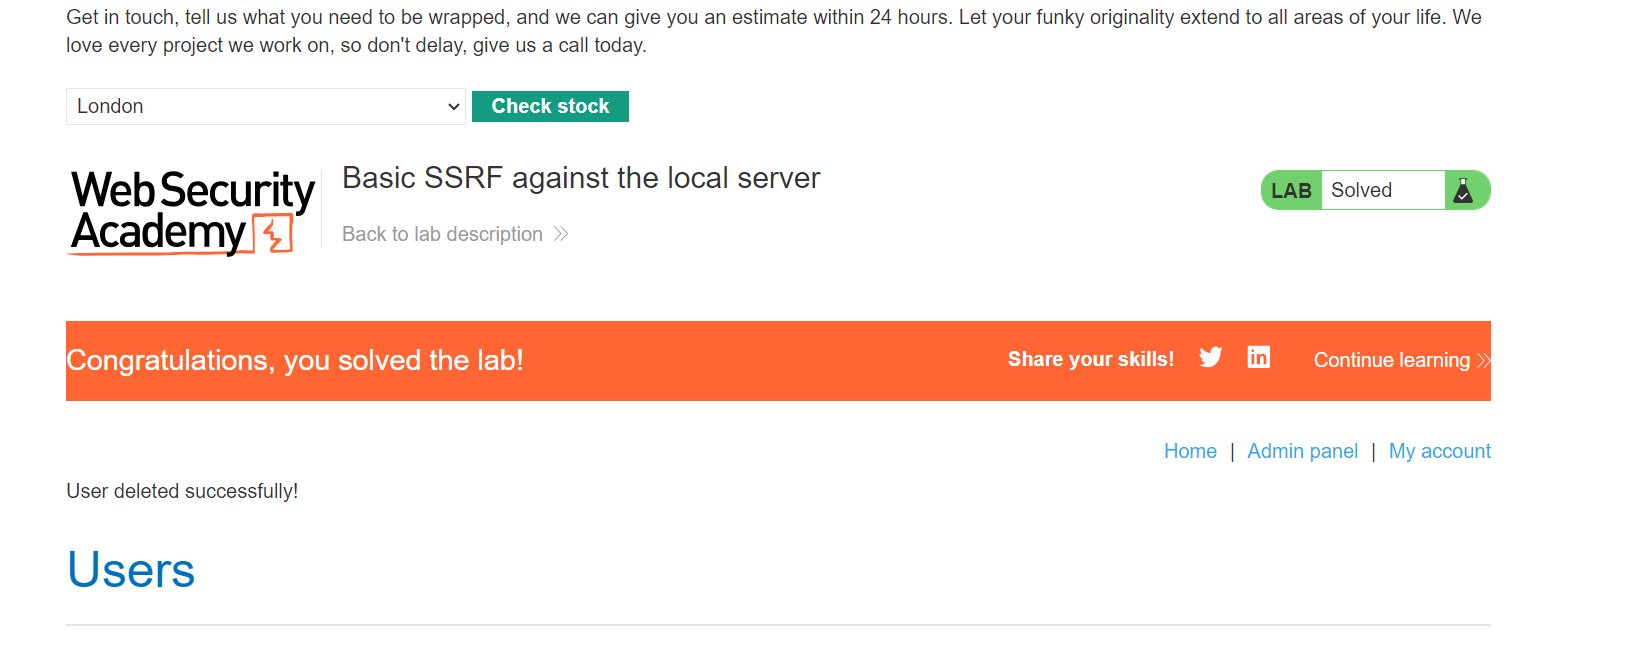 Get in touch, tell us what you need to be wrapped, and we can give you an estimate within 24 hours. Let your funky originality extend to all areas of your life. We
love every project we work on, so don't delay, give us a call today.
London
Check stock
Web Security
Academy
Basic SSRF against the local server
Back to lab description
LAB
Solved
Congratulations, you solved the lab!
Share your skills!
Continue learning
Home | Admin panel | My account
User deleted successfully!
Users